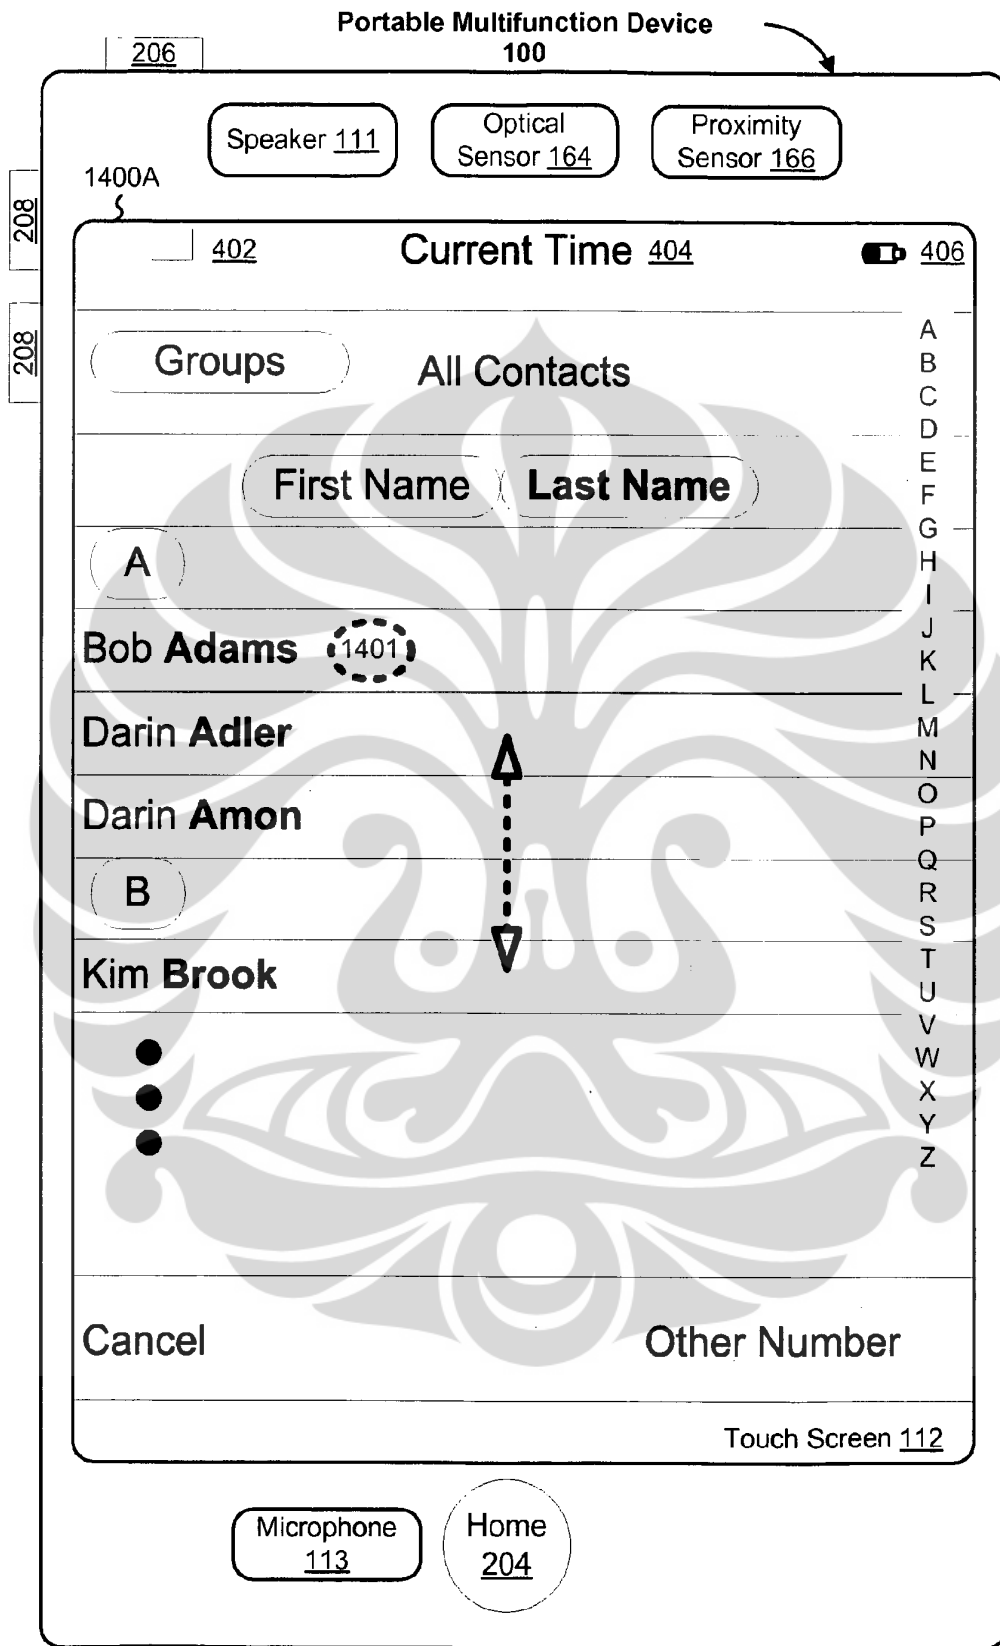 Portable Multifunction Device
100
206
Speaker 111
Optical
Sensor 164
Proximity
Sensor 166
1400A
208
208
402
Current Time 404
406
Groups
All Contacts
First Name
Last Name
A
Bob Adams
1401
Darin Adler
Darin Amon
B
Kim Brook
A
B
C
D
E
F
G
H
I
J
K
L
M
N
O
P
Q
R
S
T
U
V
W
X
Y
Z
Cancel
Other Number
Touch Screen 112
Microphone
113
Home
204